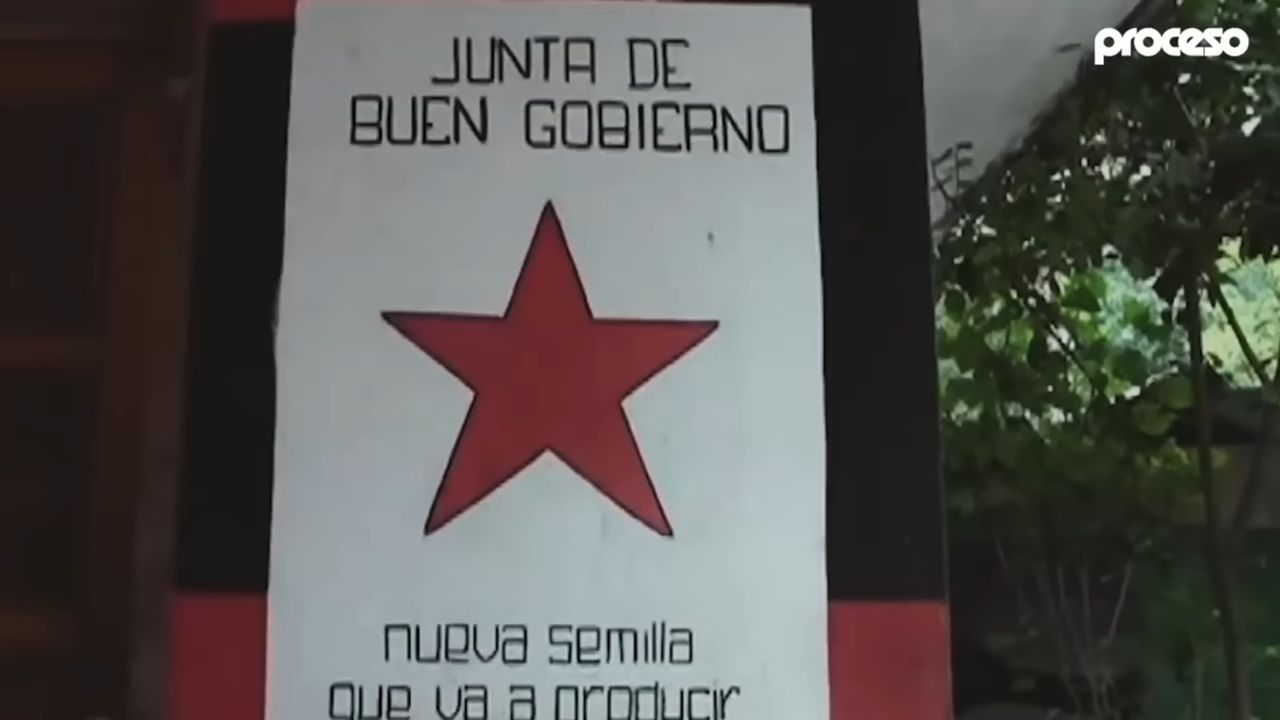 proceso
JUNTA DE
BUEN GOBIERNO
nueva semilla
que va a producir